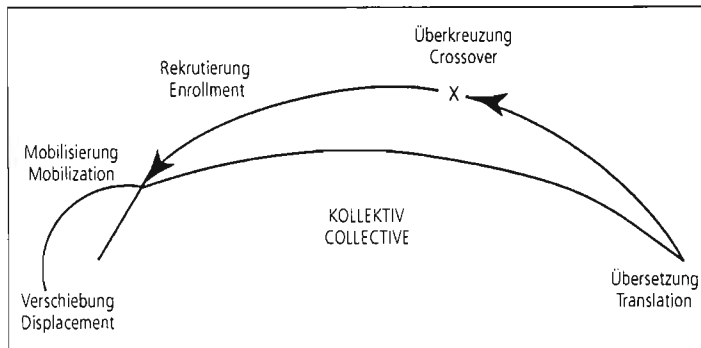 Überkreuzung
Crossover
X
Rekrutierung
Enrollment
Mobilisierung
Mobilization
KOLLEKTIV
COLLECTIVE
Verschiebung
Displacement
Übersetzung
Translation